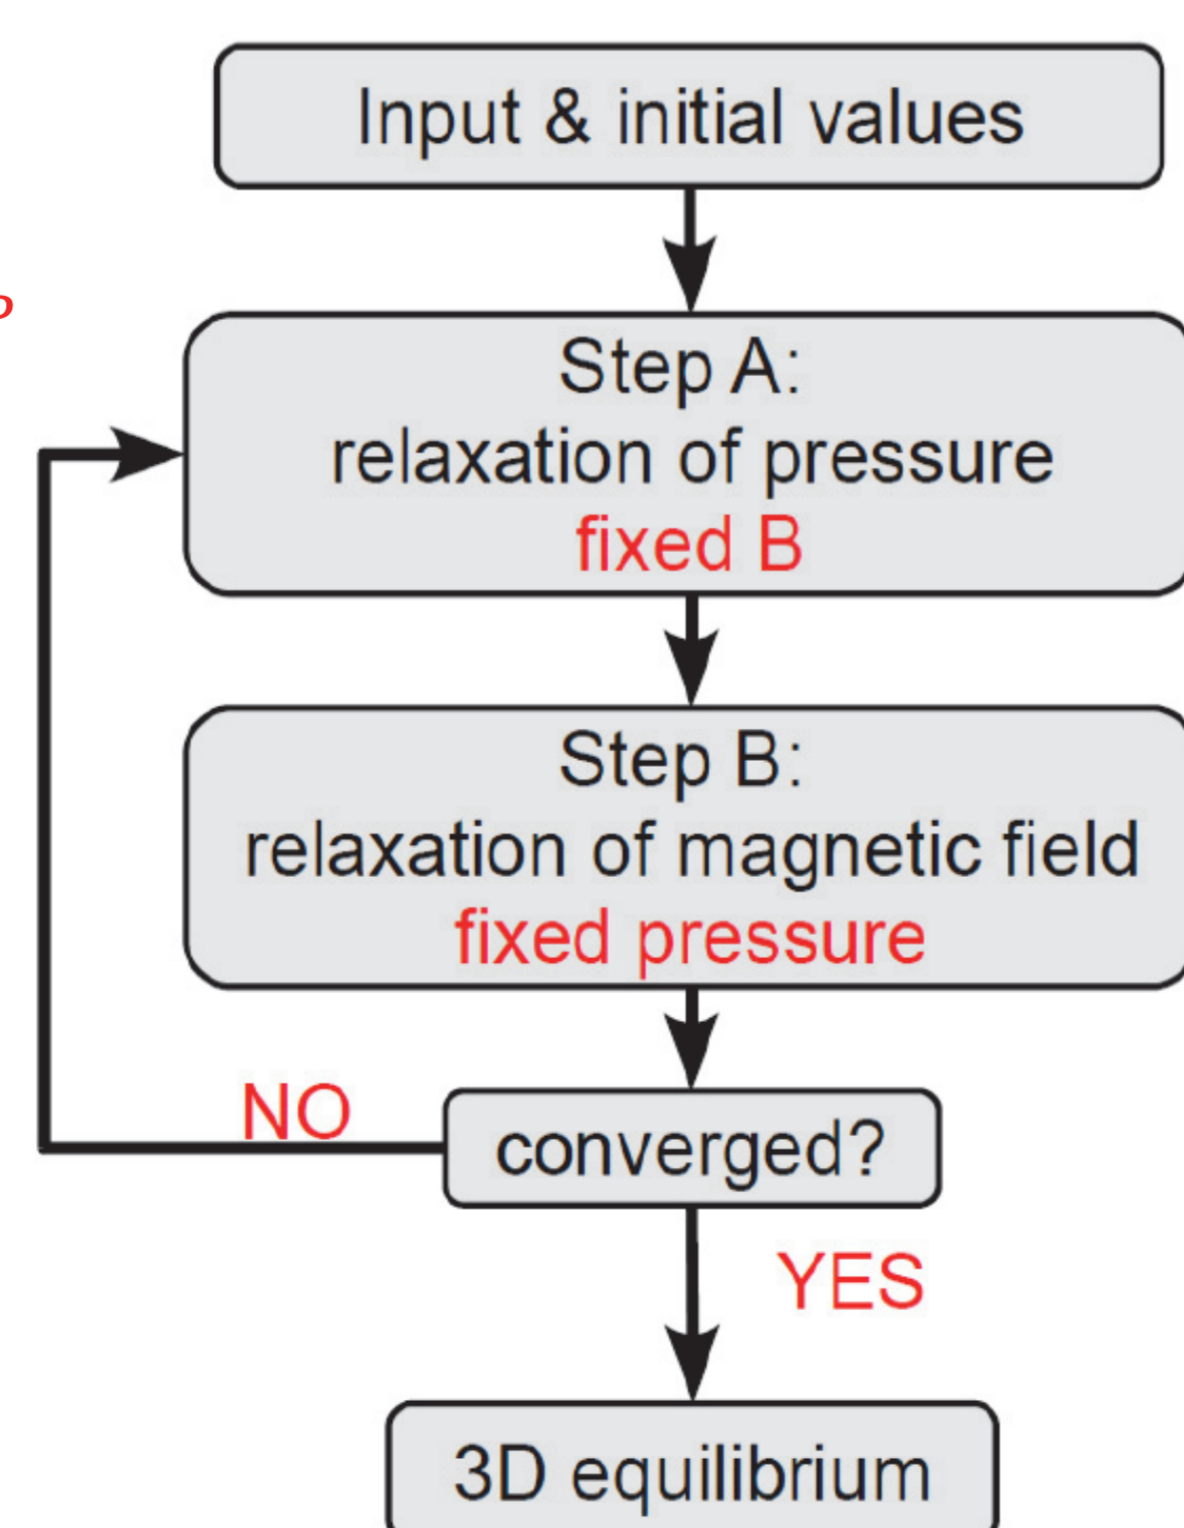 Input & initial values
Step A:
relaxation of pressure
fixed B
Step B:
relaxation of magnetic field
fixed pressure
NO
converged?
YES
3D equilibrium